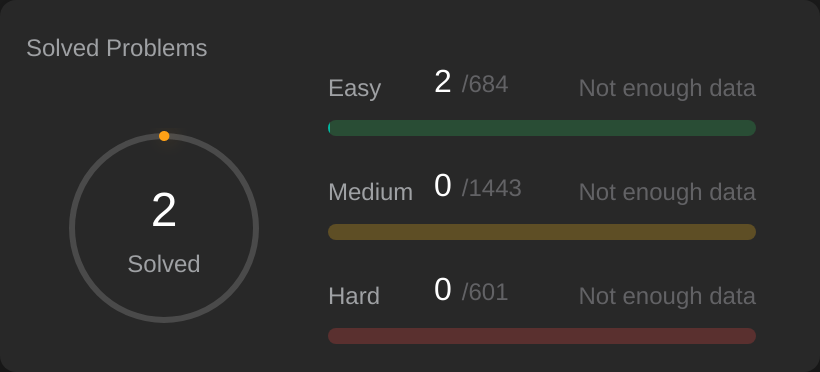 Solved Problems
2
Solved
Easy 2 /684 Not enough data
Medium 0 /1443 Not enough data
Hard 0 /601 Not enough data